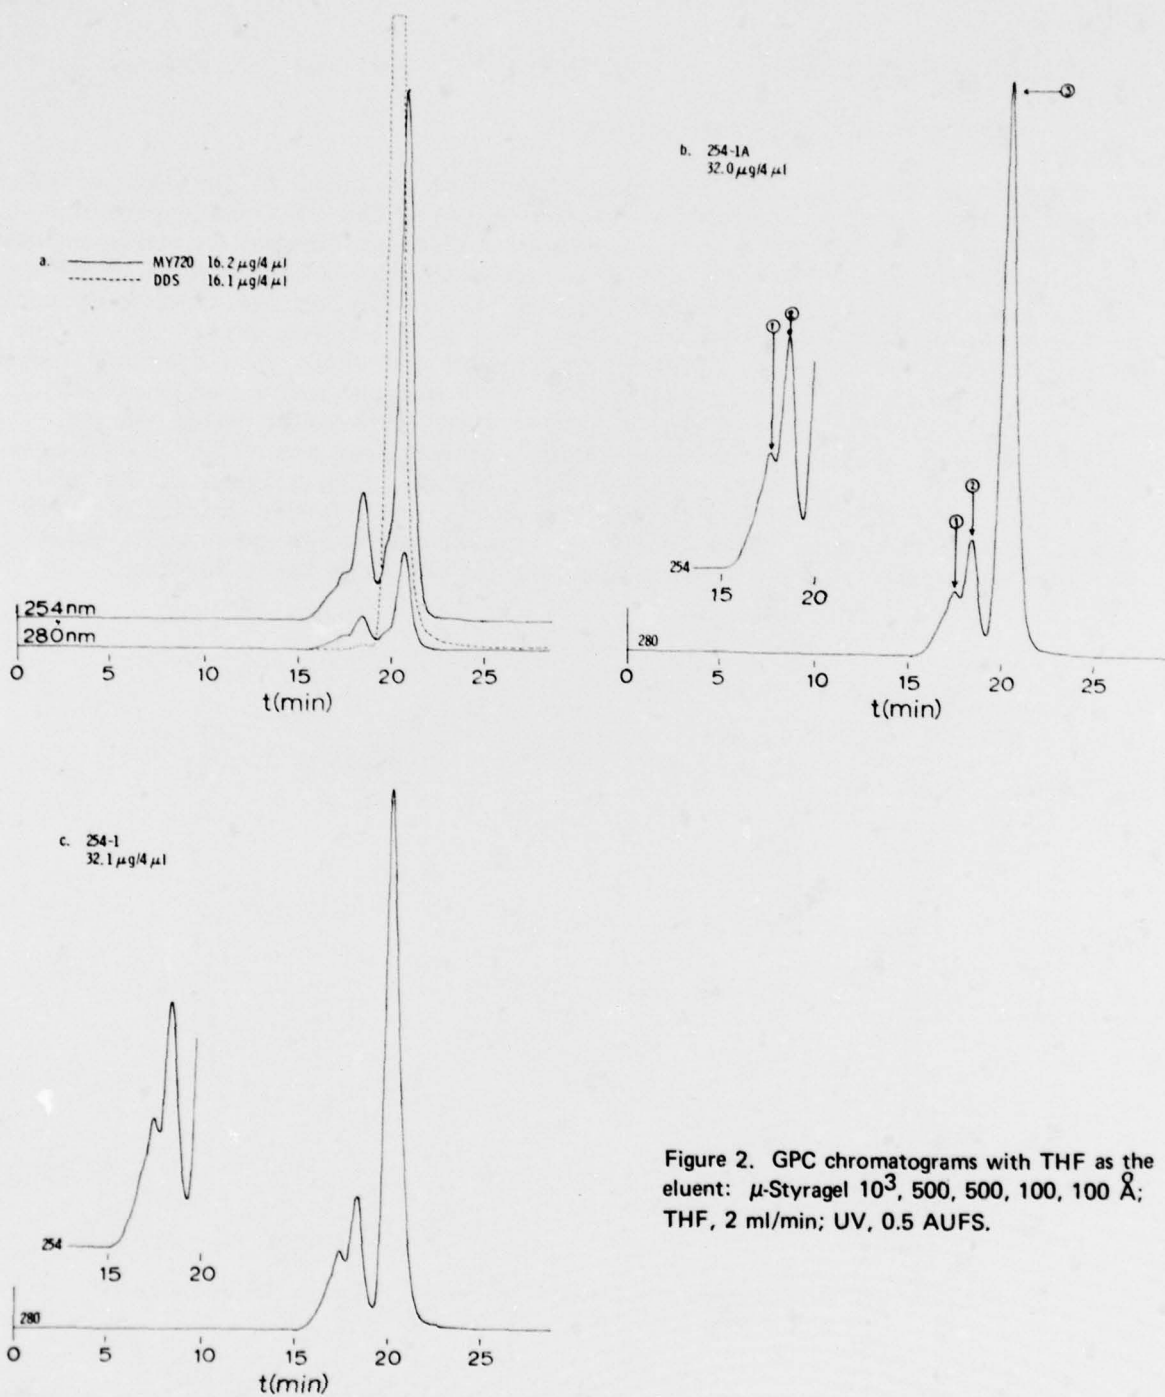 a. MY720 16.2 μg/4 μl
DDS 16.1 μg/4 μl
254nm
280nm
0 5 10 15 20 25
t(min)
b. 254-1A
32.0 μg/4 μl
③
① ②
② 
①
254
15 20
280
0 5 10 15 20 25
t(min)
c. 254-1
32.1 μg/4 μl
254
15 20
280
0 5 10 15 20 25
t(min)
Figure 2. GPC chromatograms with THF as the
eluent: μ-Styragel 10³, 500, 500, 100, 100 Å;
THF, 2 ml/min; UV, 0.5 AUFS.